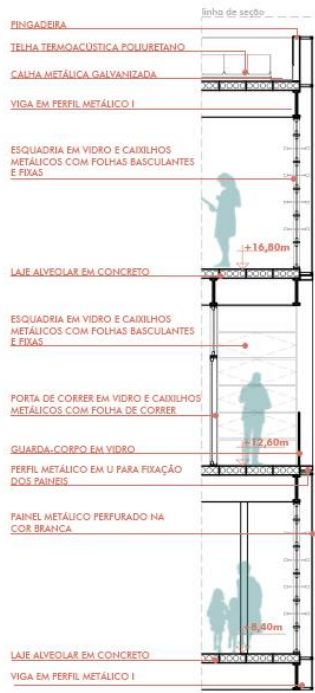 linha de seção
PINGADEIRA
TELHA TERMOACÚSTICA POLIURETANO
CALHA METÁLICA GALVANIZADA
VIGA EM PERFIL METÁLICO I
ESQUADRIA EM VIDRO E CAIXILHOS
METÁLICOS COM FOLHAS BASCULANTES
E FIXAS
+16,80m
LAJE ALVEOLAR EM CONCRETO
ESQUADRIA EM VIDRO E CAIXILHOS
METÁLICOS COM FOLHAS BASCULANTES
E FIXAS
PORTA DE CORRER EM VIDRO E CAIXILHOS
METÁLICOS COM FOLHA DE CORRER
GUARDA-CORPO EM VIDRO
+12,60m
PERFIL METÁLICO EM U PARA FIXAÇÃO
DOS PAINEIS
PAINEL METÁLICO PERFURADO NA
COR BRANCA
+8,40m
LAJE ALVEOLAR EM CONCRETO
VIGA EM PERFIL METÁLICO I